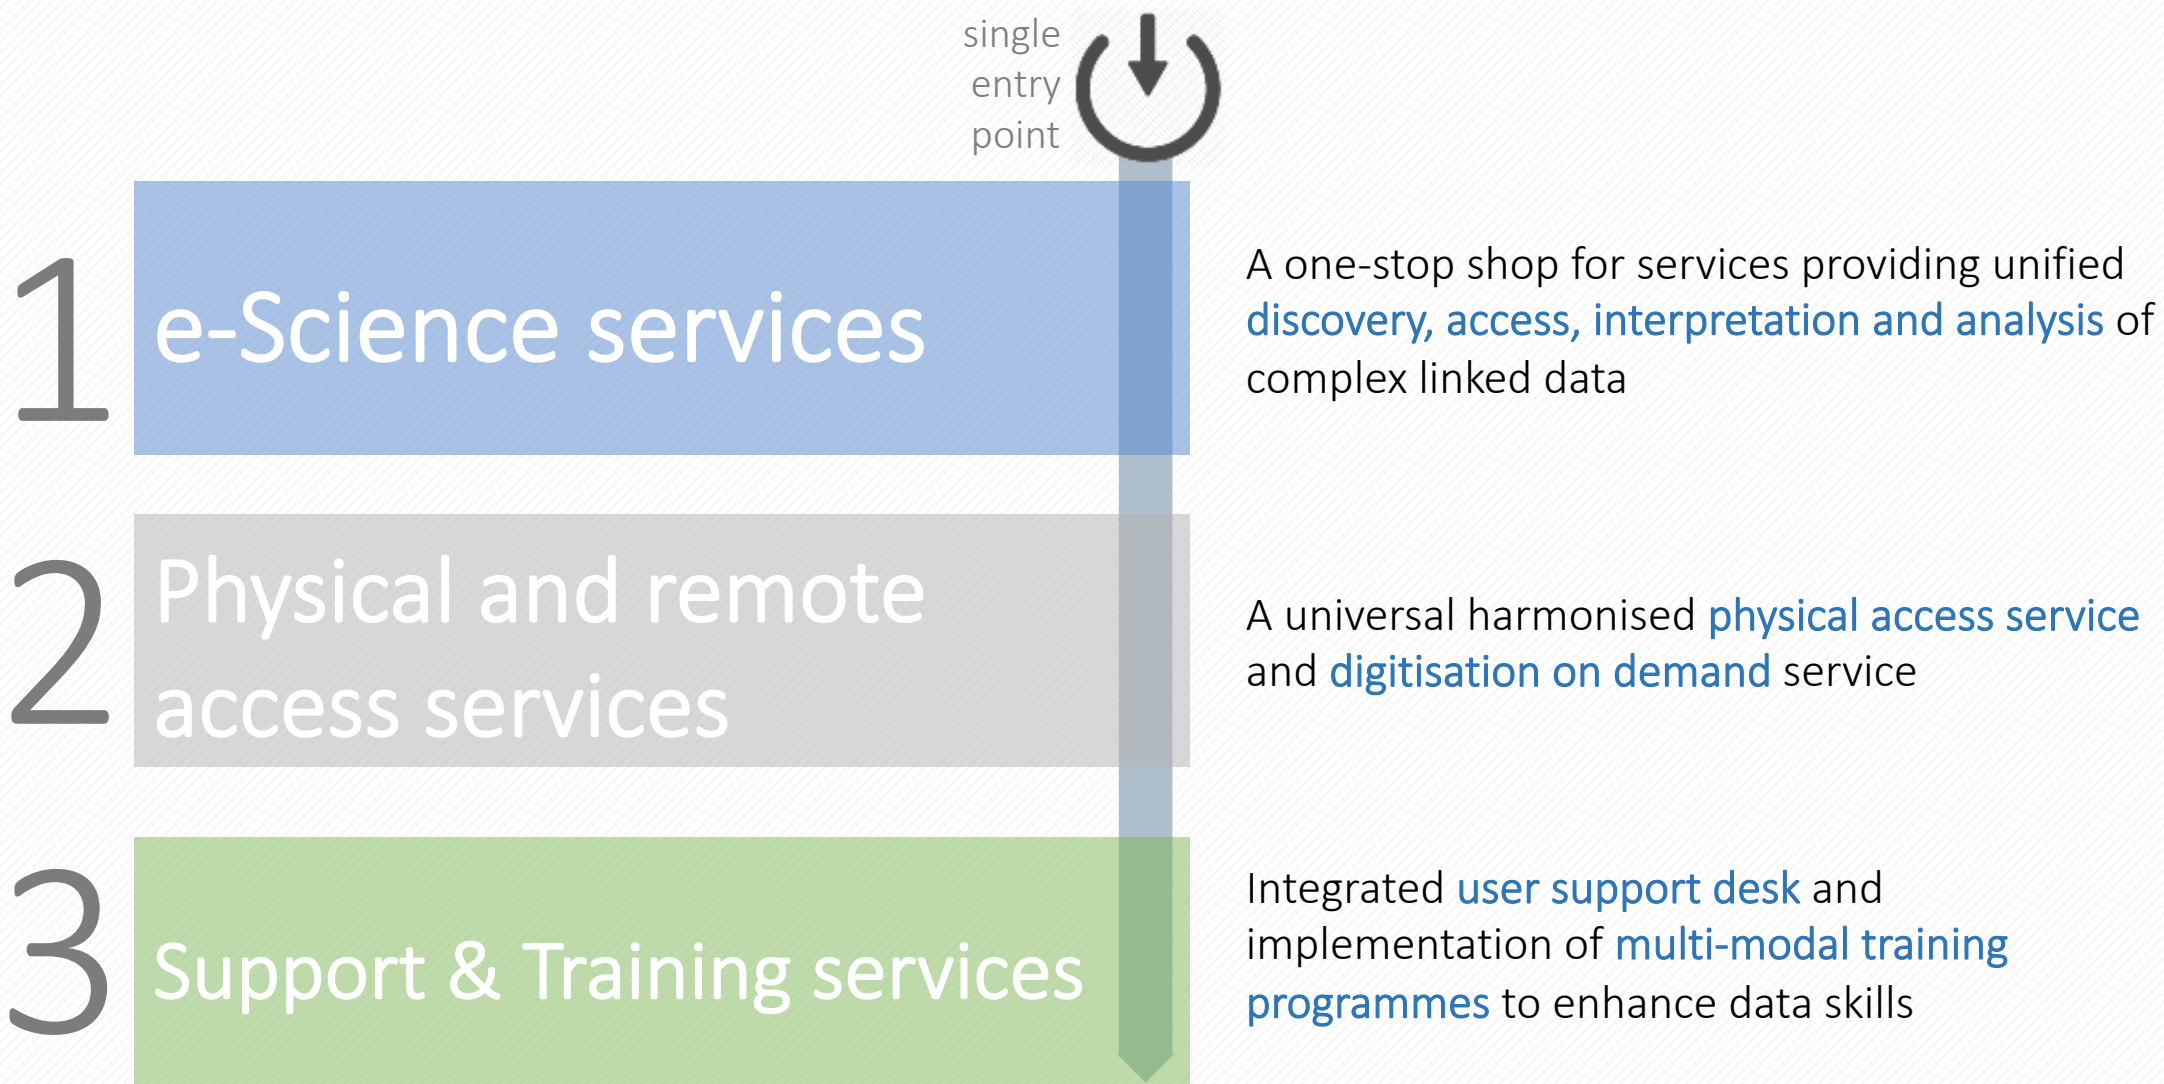 single
entry
point
1
e-Science services
A one-stop shop for services providing unified
discovery, access, interpretation and analysis of
complex linked data
2
Physical and remote
access services
A universal harmonised physical access service
and digitisation on demand service
3
Support & Training services
Integrated user support desk and
implementation of multi-modal training
programmes to enhance data skills